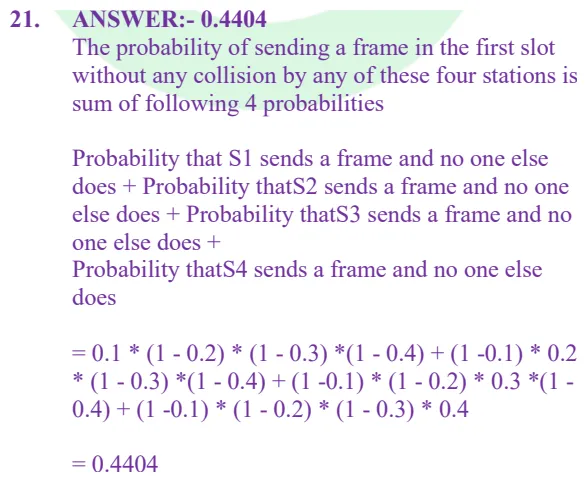 21. ANSWER:- 0.4404
The probability of sending a frame in the first slot
without any collision by any of these four stations is
sum of following 4 probabilities
Probability that S1 sends a frame and no one else
does + Probability thatS2 sends a frame and no one
else does + Probability thatS3 sends a frame and no
one else does +
Probability thatS4 sends a frame and no one else
does
= 0.1 * (1 - 0.2) * (1 - 0.3) *(1 - 0.4) + (1 -0.1) * 0.2
* (1 - 0.3) *(1 - 0.4) + (1 -0.1) * (1 - 0.2) * 0.3 *(1 -
0.4) + (1 -0.1) * (1 - 0.2) * (1 - 0.3) * 0.4
= 0.4404